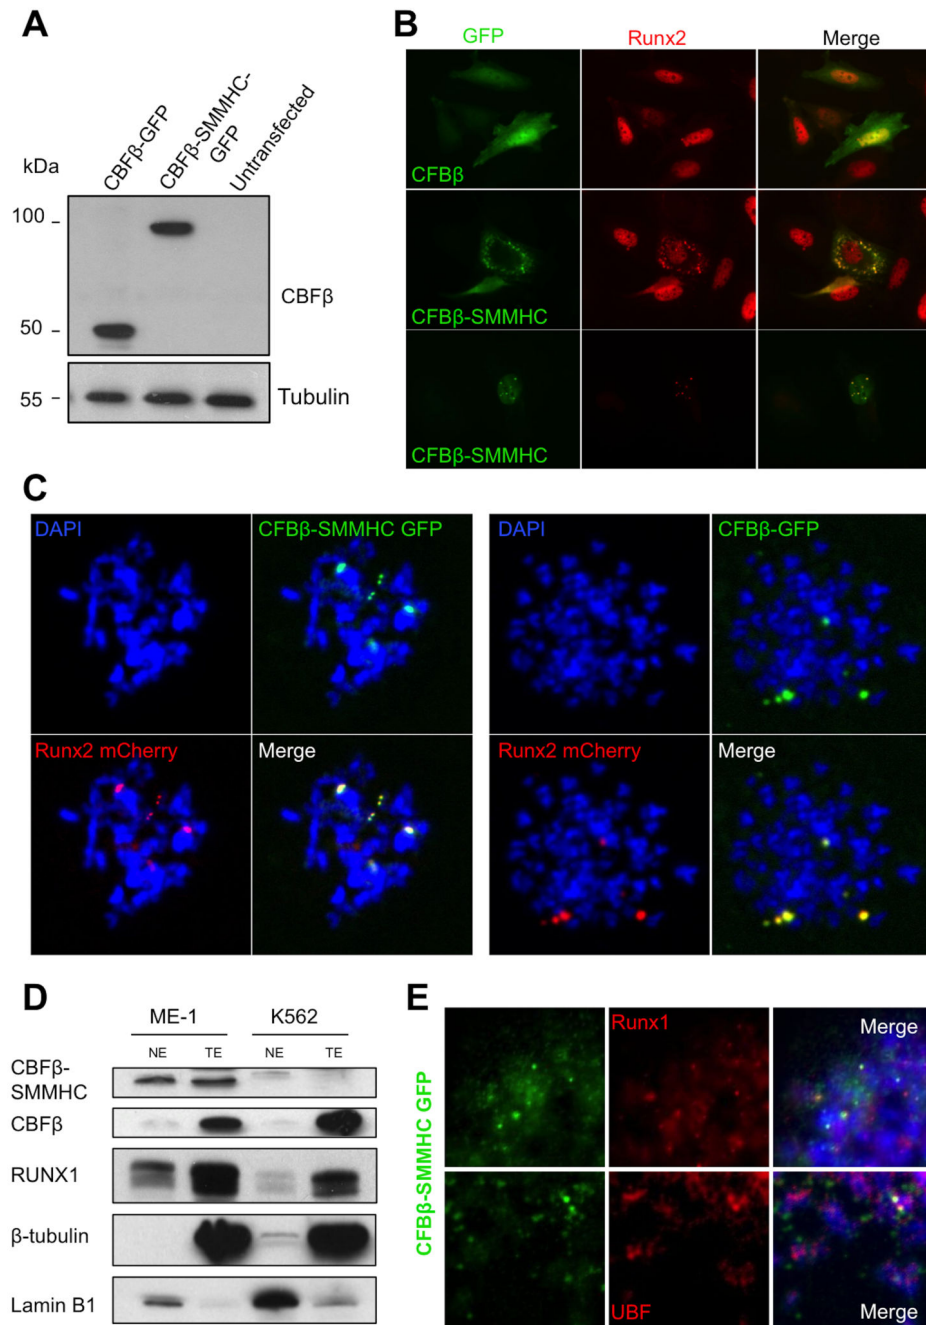 A
CBFβ-GFP
CBFβ-SMMHC-
GFP
Untransfected
kDa
100
50
CBFβ
55
Tubulin
B
GFP
Runx2
Merge
CFBβ
CFBβ-SMMHC
CFBβ-SMMHC
C
DAPI
CFBβ-SMMHC GFP
DAPI
CFBβ-GFP
Runx2 mCherry
Merge
Runx2 mCherry
Merge
D
ME-1
K562
NE
TE
NE
TE
CBFβ-
SMMHC
CBFβ
RUNX1
β-tubulin
Lamin B1
E
CFBβ-SMMHC GFP
Runx1
Merge
UBF
Merge